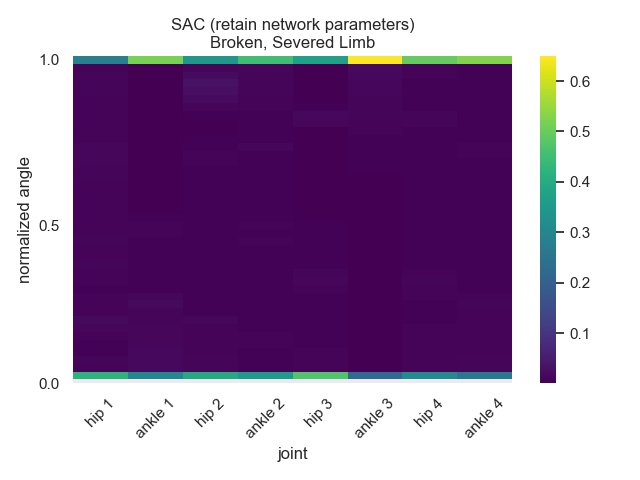 SAC (retain network parameters)
Broken, Severed Limb
1.0
0.5
0.0
normalized angle
hip 1
ankle 1
hip 2
ankle 2
hip 3
ankle 3
hip 4
ankle 4
joint
0.6
0.5
0.4
0.3
0.2
0.1